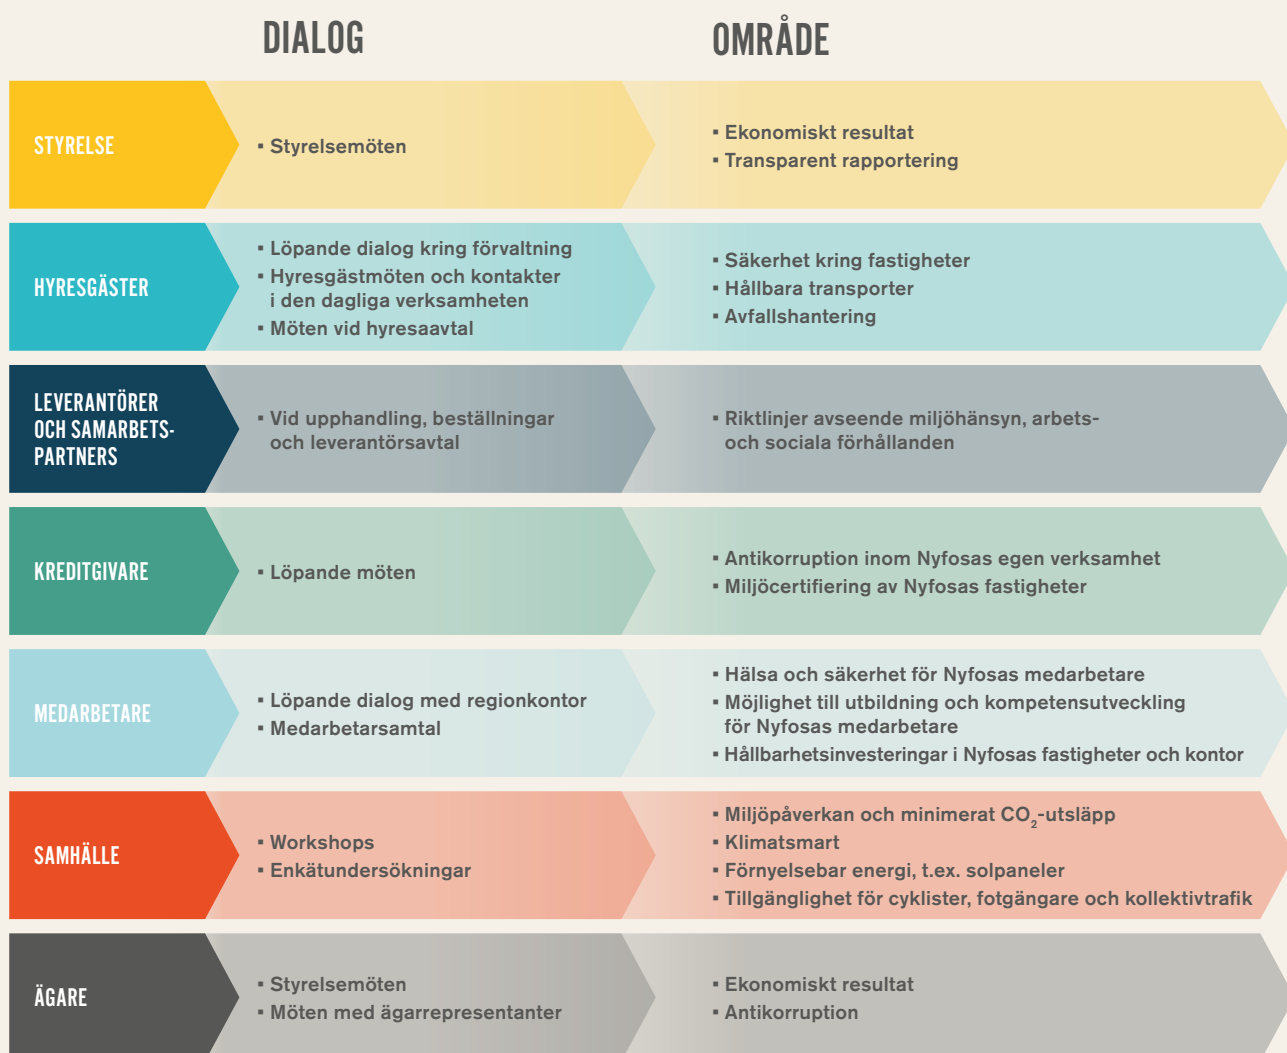 DIALOG
OMRÅDE
STYRELSE
▪ Styrelsemöten
▪ Ekonomiskt resultat
▪ Transparent rapportering
HYRESGÄSTER
▪ Löpande dialog kring förvaltning
▪ Hyresgästmöten och kontakter
i den dagliga verksamheten
▪ Möten vid hyresaavtal
▪ Säkerhet kring fastigheter
▪ Hållbara transporter
▪ Avfallshantering
LEVERANTÖRER
OCH SAMARBETS-
PARTNERS
▪ Vid upphandling, beställningar
och leverantörsavtal
▪ Riktlinjer avseende miljöhänsyn, arbets-
och sociala förhållanden
KREDITGIVARE
▪ Löpande möten
▪ Antikorruption inom Nyfosas egen verksamhet
▪ Miljöcertifiering av Nyfosas fastigheter
MEDARBETARE
▪ Löpande dialog med regionkontor
▪ Medarbetarsamtal
▪ Hälsa och säkerhet för Nyfosas medarbetare
▪ Möjlighet till utbildning och kompetensutveckling
för Nyfosas medarbetare
▪ Hållbarhetsinvesteringar i Nyfosas fastigheter och kontor
SAMHÄLLE
▪ Workshops
▪ Enkätundersökningar
▪ Miljöpåverkan och minimerat CO₂-utsläpp
▪ Klimatsmart
▪ Förnyelsebar energi, t.ex. solpaneler
▪ Tillgänglighet för cyklister, fotgängare och kollektivtrafik
ÄGARE
▪ Styrelsemöten
▪ Möten med ägarrepresentanter
▪ Ekonomiskt resultat
▪ Antikorruption